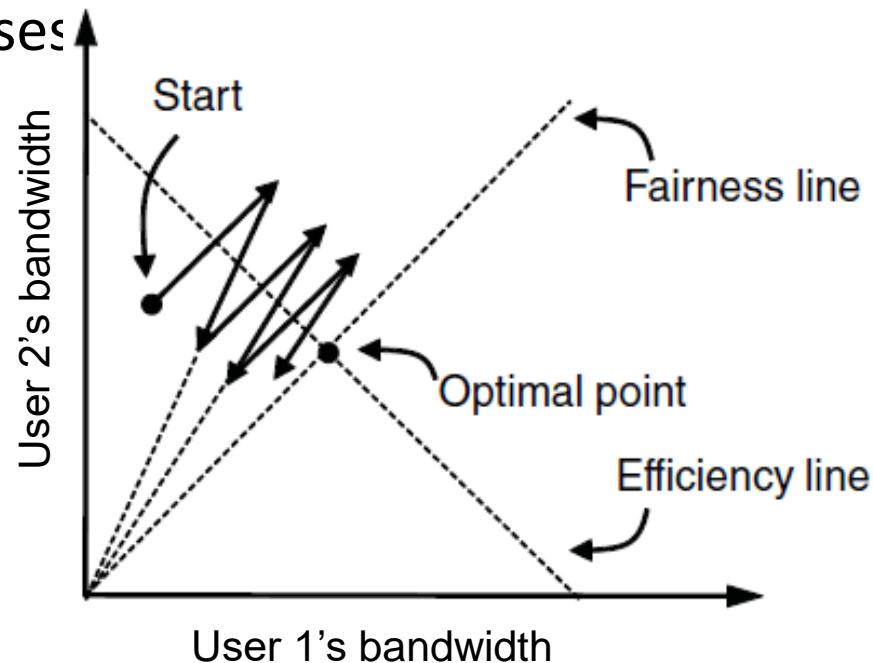 ses
Start
Fairness line
User 2’s bandwidth
Optimal point
Efficiency line
User 1’s bandwidth